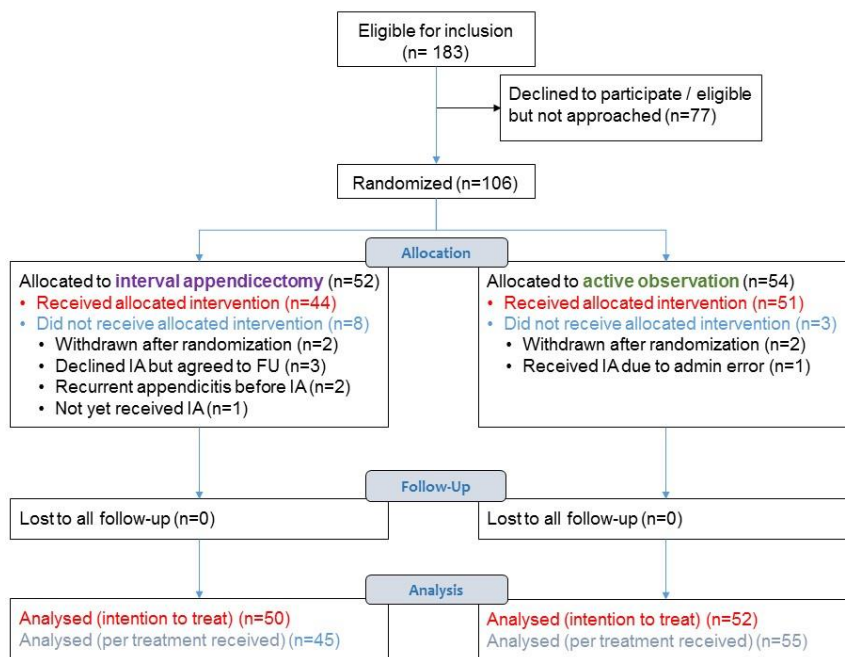 Eligible for inclusion
(n= 183)
Declined to participate / eligible
but not approached (n=77)
Randomized (n=106)
Allocation
Allocated to interval appendicectomy (n=52)
• Received allocated intervention (n=44)
• Did not receive allocated intervention (n=8)
• Withdrawn after randomization (n=2)
• Declined IA but agreed to FU (n=3)
• Recurrent appendicitis before IA (n=2)
• Not yet received IA (n=1)
Allocated to active observation (n=54)
• Received allocated intervention (n=51)
• Did not receive allocated intervention (n=3)
• Withdrawn after randomization (n=2)
• Received IA due to admin error (n=1)
Follow-Up
Lost to all follow-up (n=0)
Lost to all follow-up (n=0)
Analysis
Analysed (intention to treat) (n=50)
Analysed (per treatment received) (n=45)
Analysed (intention to treat) (n=52)
Analysed (per treatment received) (n=55)